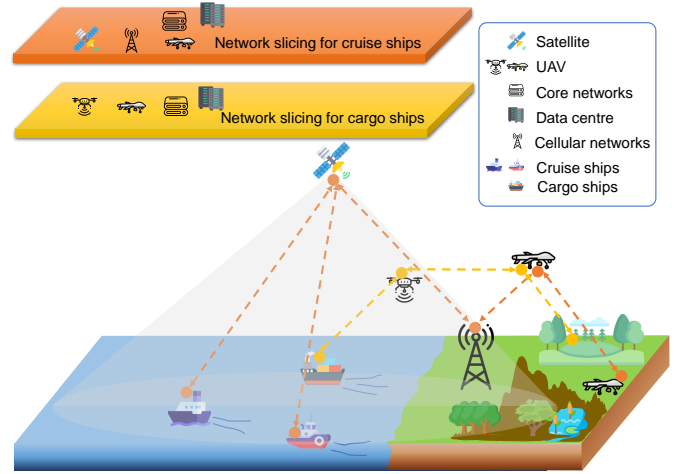 Network slicing for cruise ships
Network slicing for cargo ships
Satellite
UAV
Core networks
Data centre
Cellular networks
Cruise ships
Cargo ships